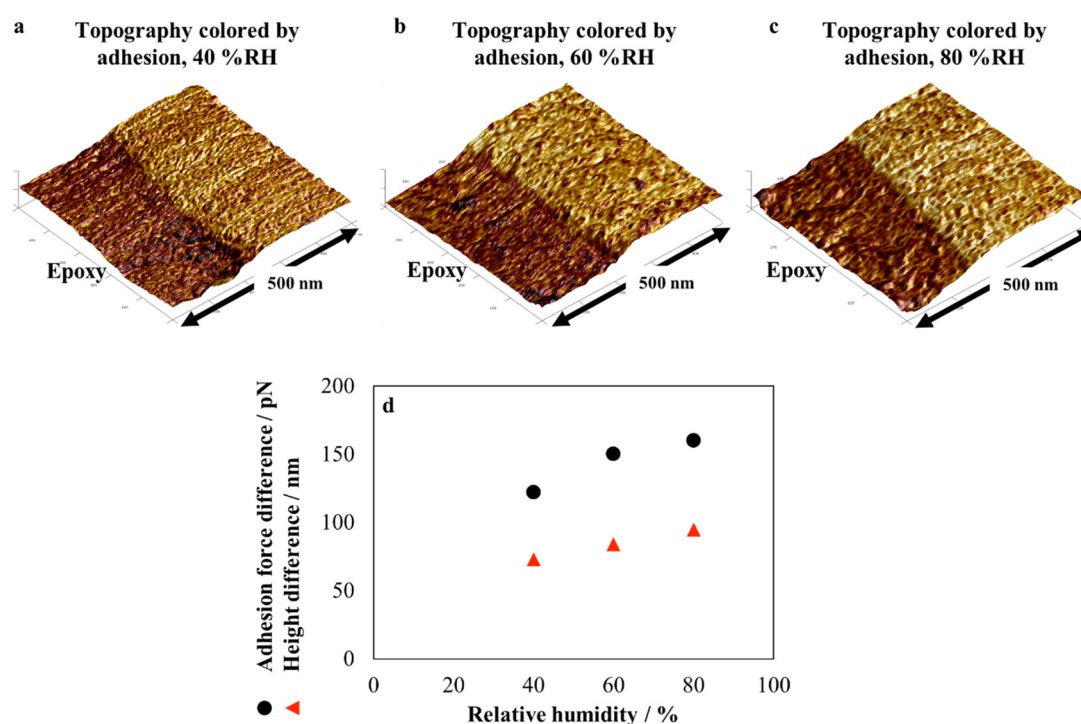 a
Topography colored by
adhesion, 40 %RH
b
Topography colored by
adhesion, 60 %RH
c
Topography colored by
adhesion, 80 %RH
Epoxy
500 nm
Epoxy
500 nm
Epoxy
500 nm
Adhesion force difference / pN
Height difference / nm
d
200
150
100
50
0
0 20 40 60 80 100
Relative humidity / %